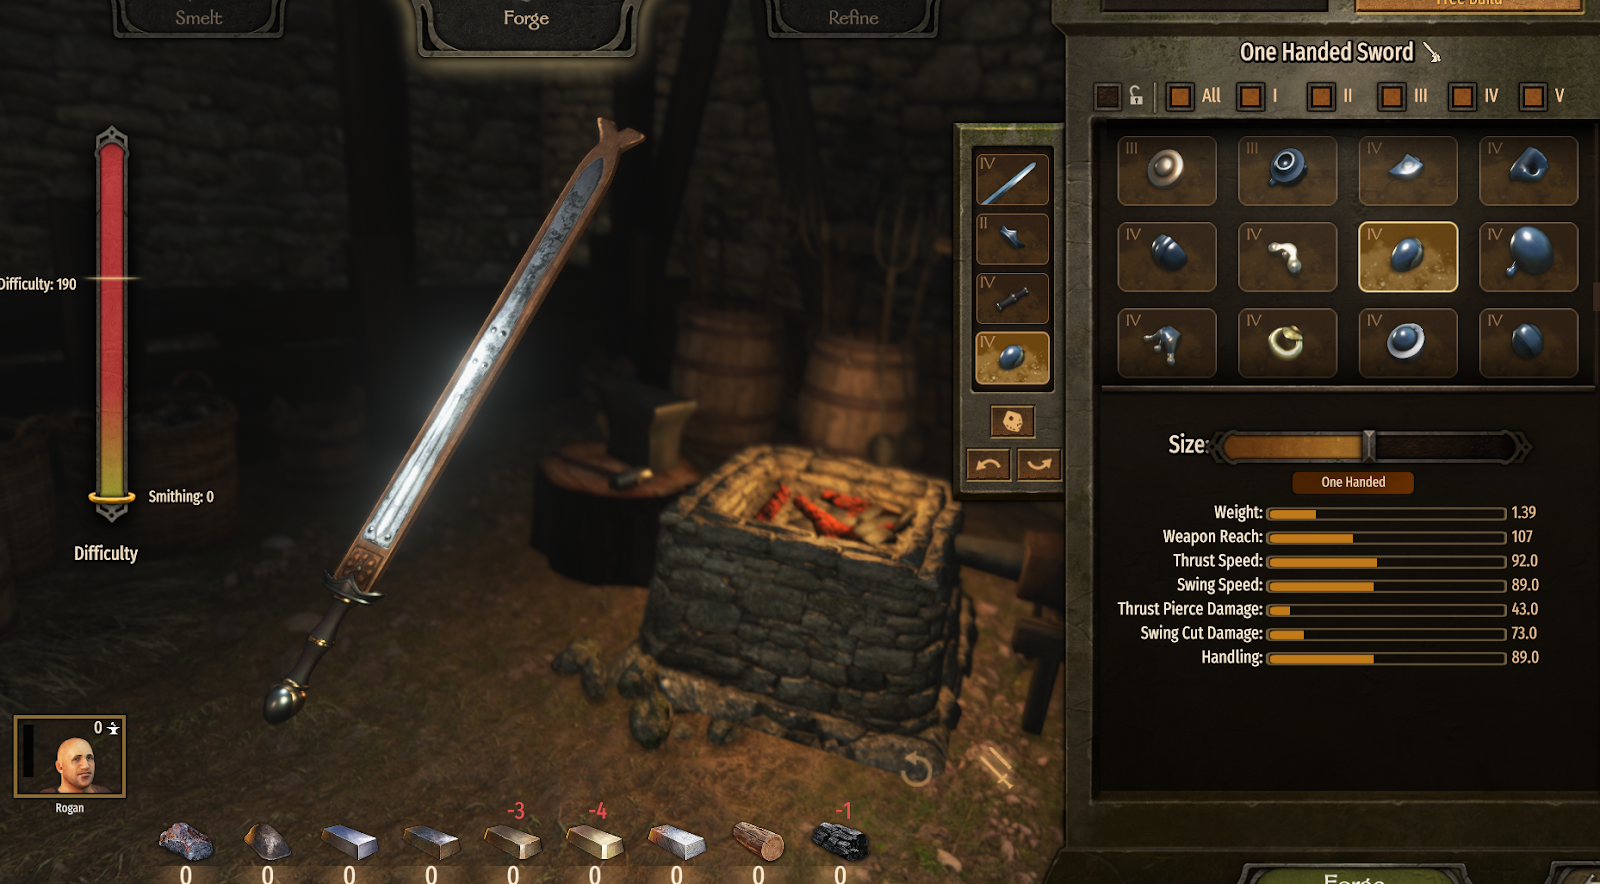 Smelt
Forge
Refine
Free Build
One Handed Sword
All I II III IV V
III III IV IV
IV IV IV IV
IV IV IV IV
IV
II
IV
IV
Difficulty: 190
Smithing: 0
Difficulty
Size:
One Handed
Weight: 1.39
Weapon Reach: 107
Thrust Speed: 92.0
Swing Speed: 89.0
Thrust Pierce Damage: 43.0
Swing Cut Damage: 73.0
Handling: 89.0
0
Rogan
-3 -4 -1
0 0 0 0 0 0 0 0 0
Forge